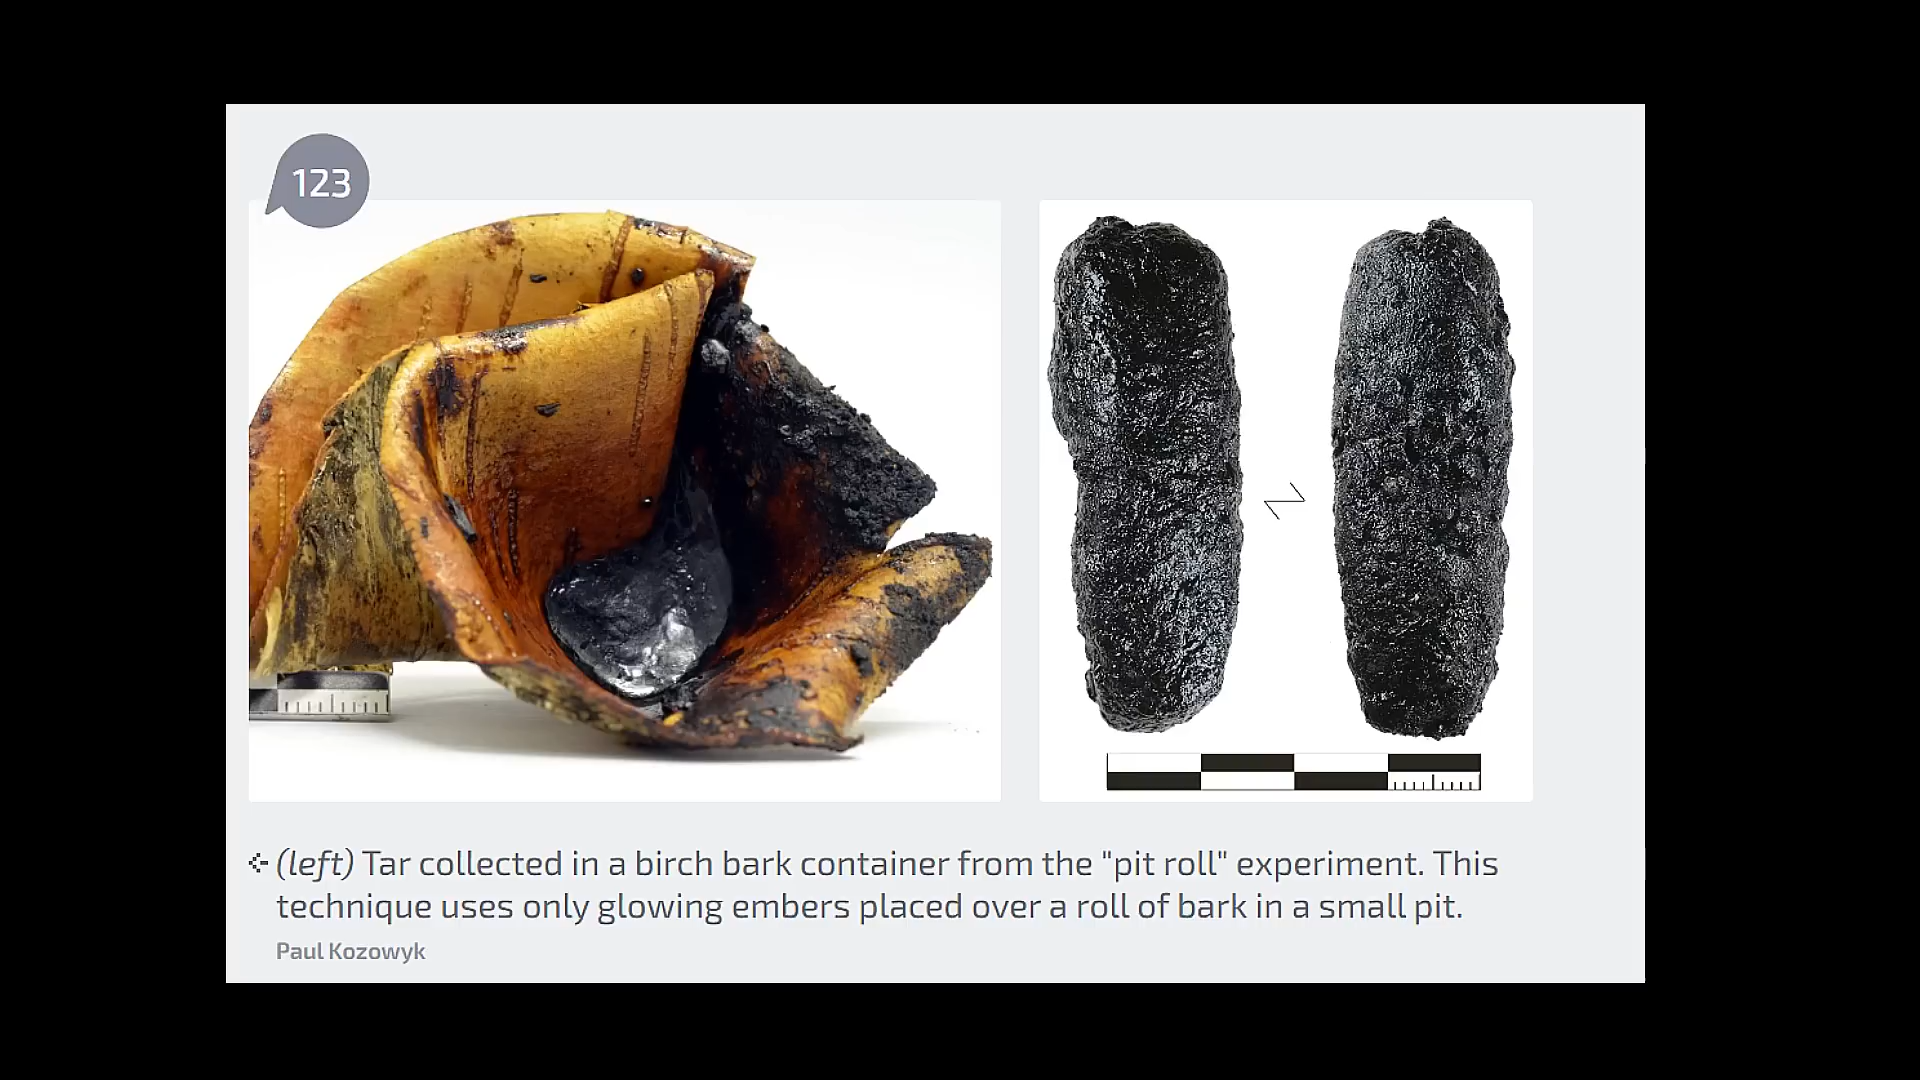 123
(left) Tar collected in a birch bark container from the "pit roll" experiment. This
technique uses only glowing embers placed over a roll of bark in a small pit.
Paul Kozowyk